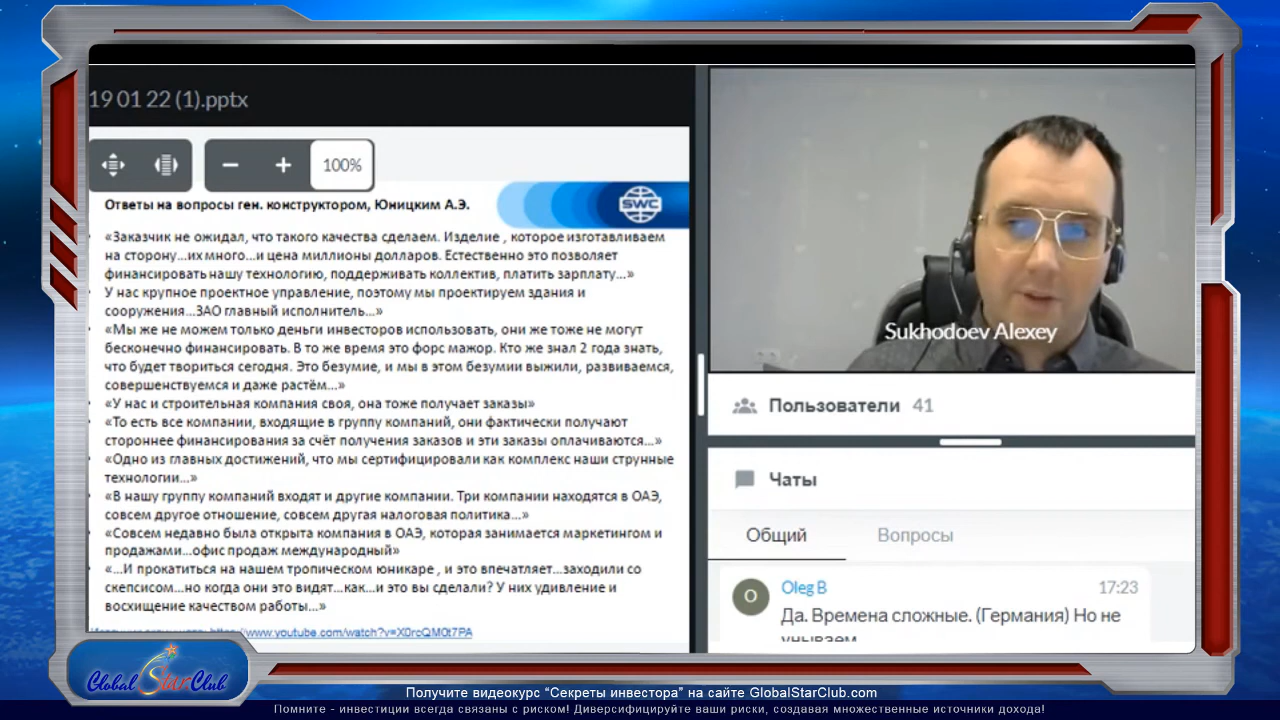 19 01 22 (1).pptx
100%
Ответы на вопросы ген. конструктором, Юницким А.Э.
SWC
«Заказчик не ожидал, что такого качества сделаем. Изделие , которое изготавливаем
на сторону...их много...и цена миллионы долларов. Естественно это позволяет
финансировать нашу технологию, поддерживать коллектив, платить зарплату...»
У нас крупное проектное управление, поэтому мы проектируем здания и
сооружения...ЗАО главный исполнитель...»
«Мы же не можем только деньги инвесторов использовать, они же тоже не могут
бесконечно финансировать. В то же время это форс мажор. Кто же знал 2 года знать,
что будет твориться сегодня. Это безумие, и мы в этом безумии выжили, развиваемся,
совершенствуемся и даже растём...»
«У нас и строительная компания своя, она тоже получает заказы»
«То есть все компании, входящие в группу компаний, они фактически получают
стороннее финансирования за счёт получения заказов и эти заказы оплачиваются...»
«Одно из главных достижений, что мы сертифицировали как комплекс наши струнные
технологии...»
«В нашу группу компаний входят и другие компании. Три компании находятся в ОАЭ,
совсем другое отношение, совсем другая налоговая политика...»
«Совсем недавно была открыта компания в ОАЭ, которая занимается маркетингом и
продажами...офис продаж международный»
«...И прокатиться на нашем тропическом юникаре , и это впечатляет...заходили со
скепсисом...но когда они это видят...как...и это вы сделали? У них удивление и
восхищение качеством работы...»
https://www.youtube.com/watch?v=X0rcQM0t7PA
Sukhodoev Alexey
Пользователи 41
Чаты
Общий Вопросы
O
Oleg B 17:23
Да. Времена сложные. (Германия) Но не
унываем
Global Star Club
Получите видеокурс "Секреты инвестора" на сайте GlobalStarClub.com
Помните - инвестиции всегда связаны с риском! Диверсифицируйте ваши риски, создавая множественные источники дохода!